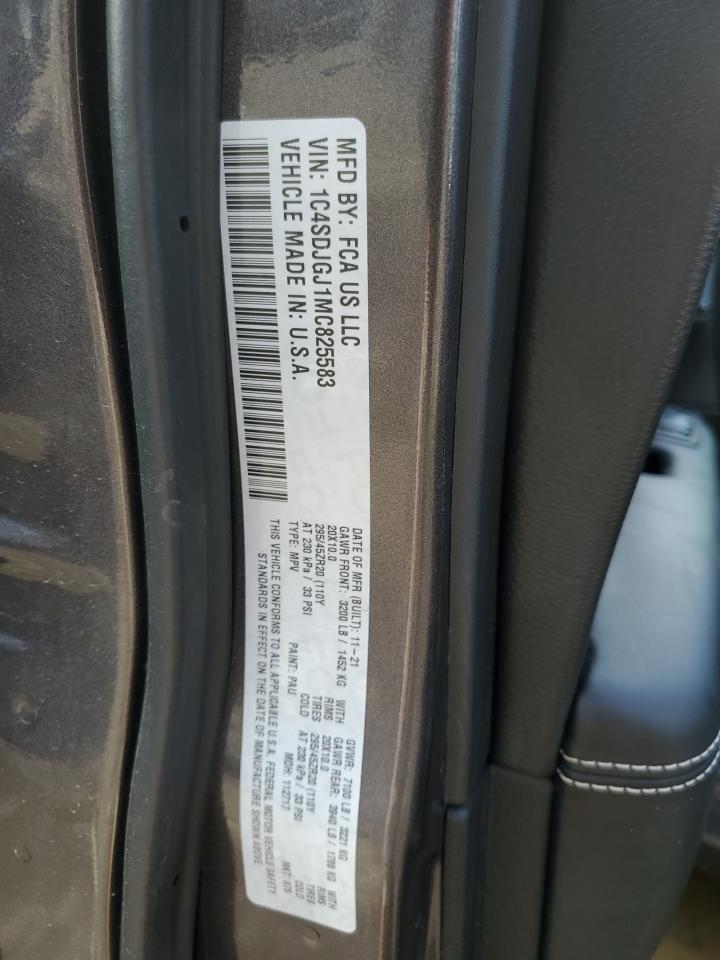 MFD BY: FCA US LLC
VIN: 1C4SDJGJ1MC825583
VEHICLE MADE IN: U.S.A.
DATE OF MFR (BUILT): 11-21 GVWR: 7100 LB / 3221 KG
GAWR FRONT: 3200 LB / 1452 KG WITH GAWR REAR: 3940 LB / 1788 KG WITH
20X10.0 RIMS 20X10.0 RIMS
295/45ZR20 (110Y TIRES 295/45ZR20 (110Y TIRES
AT 230 kPa / 33 PSI COLD AT 230 kPa / 33 PSI COLD
TYPE: MPV PAINT: PAU MDH: 112717 MKT: 675
THIS VEHICLE CONFORMS TO ALL APPLICABLE U.S.A. FEDERAL MOTOR VEHICLE SAFETY
STANDARDS IN EFFECT ON THE DATE OF MANUFACTURE SHOWN ABOVE.